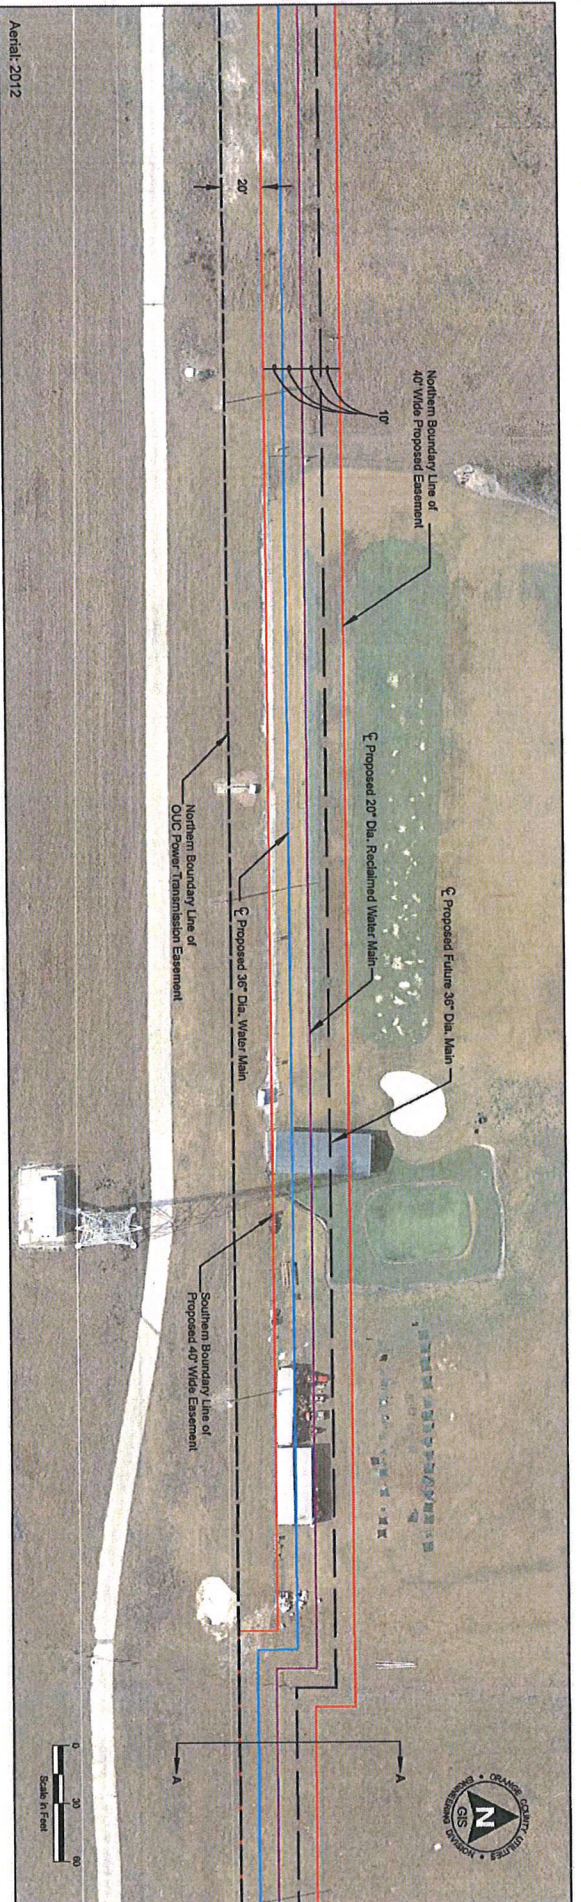 Aerial: 2012
20'
10'
Northern Boundary Line of
40' Wide Proposed Easement
℄ Proposed 20" Dia. Reclaimed Water Main
℄ Proposed Future 36" Dia. Main
Northern Boundary Line of
OUC Power Transmission Easement
℄ Proposed 36" Dia. Water Main
Southern Boundary Line of
Proposed 40' Wide Easement
A
A
0 30 60
Scale in Feet
ORANGE COUNTY UTILITIES
N
GIS
ENGINEERING DIVISION